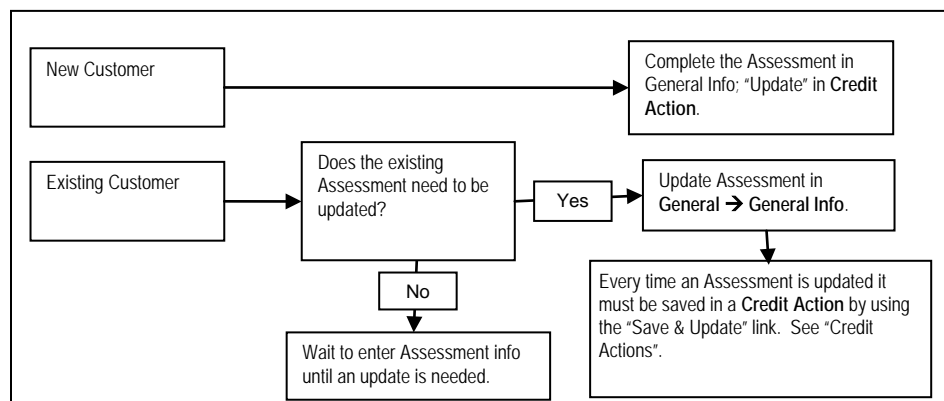 New Customer
Complete the Assessment in
General Info; “Update” in Credit
Action.
Existing Customer
Does the existing
Assessment need to be
updated?
Yes
Update Assessment in
General → General Info.
No
Every time an Assessment is updated it
must be saved in a Credit Action by using
the “Save & Update” link. See “Credit
Actions”.
Wait to enter Assessment info
until an update is needed.